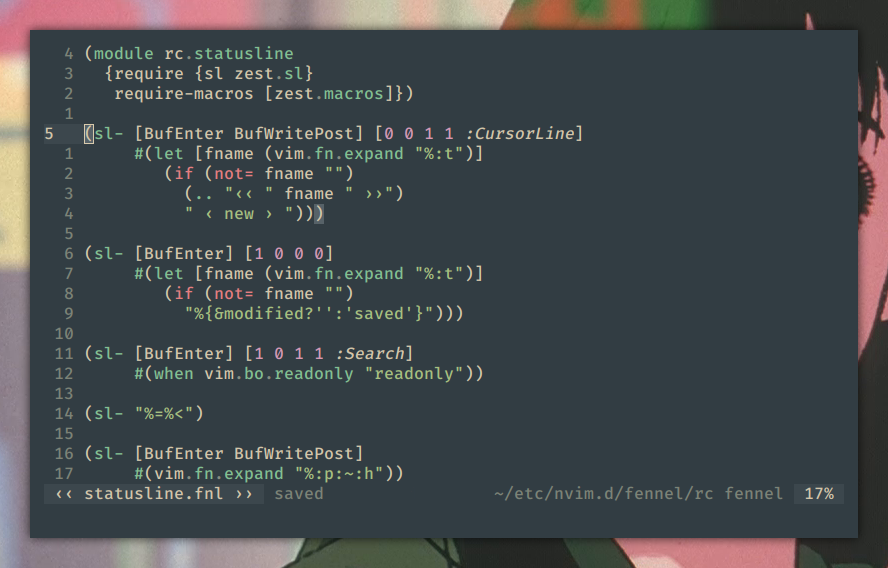 4 (module rc.statusline
3   {require {sl zest.sl}
2    require-macros [zest.macros]})
1
5 (sl- [BufEnter BufWritePost] [0 0 1 1 :CursorLine]
1      #(let [fname (vim.fn.expand "%:t")]
2         (if (not= fname "")
3           (.. "‹‹ " fname " ››")
4           " ‹ new › ")))
5
6 (sl- [BufEnter] [1 0 0 0]
7      #(let [fname (vim.fn.expand "%:t")]
8         (if (not= fname "")
9           "%{&modified?'':'saved'}")))
10
11 (sl- [BufEnter] [1 0 1 1 :Search]
12      #(when vim.bo.readonly "readonly"))
13
14 (sl- "%=%<")
15
16 (sl- [BufEnter BufWritePost]
17      #(vim.fn.expand "%:p:~:h"))
‹‹ statusline.fnl ›› saved ~/etc/nvim.d/fennel/rc fennel 17%